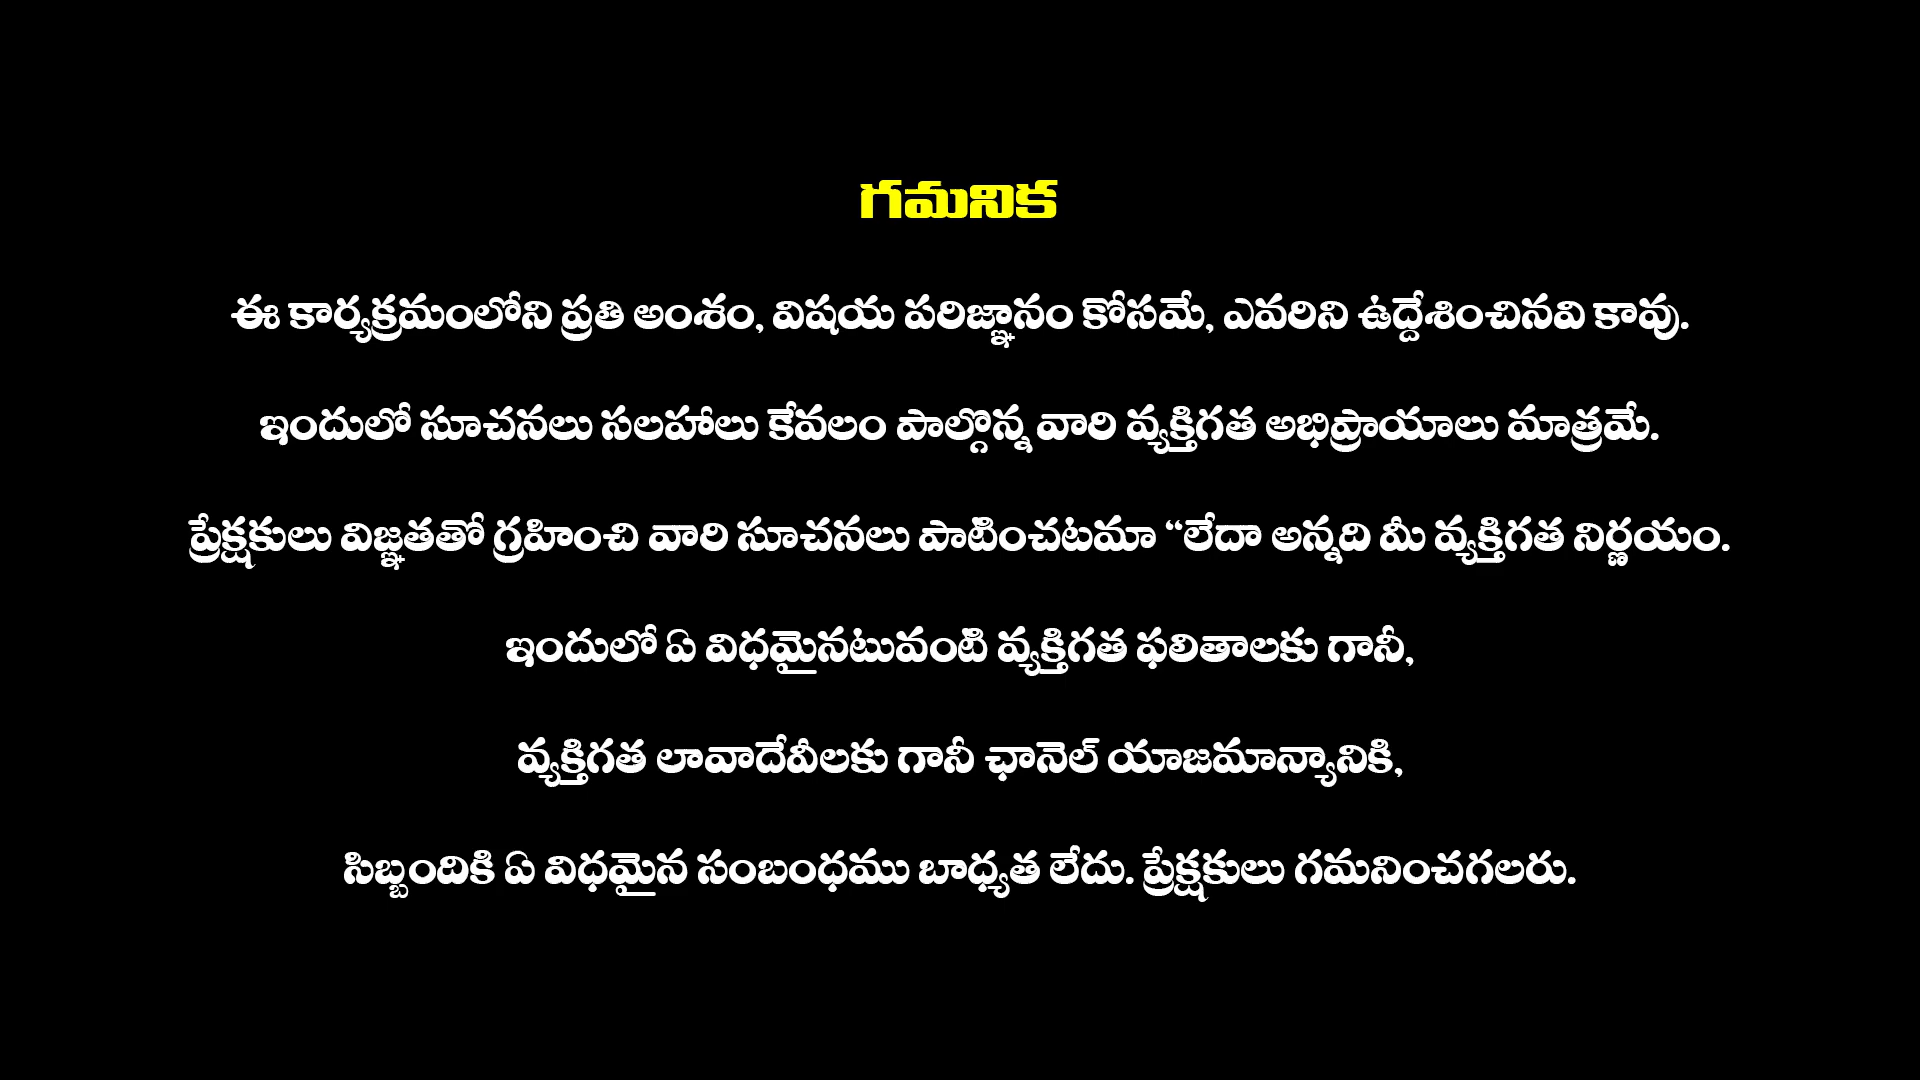 గమనిక
ఈ కార్యక్రమంలోని ప్రతి అంశం, విషయ పరిజ్ఞానం కోసమే, ఎవరిని ఉద్దేశించినవి కావు.
ఇందులో సూచనలు సలహాలు కేవలం పాల్గొన్న వారి వ్యక్తిగత అభిప్రాయాలు మాత్రమే.
ప్రేక్షకులు విజ్ఞతతో గ్రహించి వారి సూచనలు పాటించటమా “లేదా అన్నది మీ వ్యక్తిగత నిర్ణయం.
ఇందులో ఏ విధమైనటువంటి వ్యక్తిగత ఫలితాలకు గానీ,
వ్యక్తిగత లావాదేవీలకు గానీ ఛానెల్ యాజమాన్యానికి,
సిబ్బందికి ఏ విధమైన సంబంధము బాధ్యత లేదు. ప్రేక్షకులు గమనించగలరు.